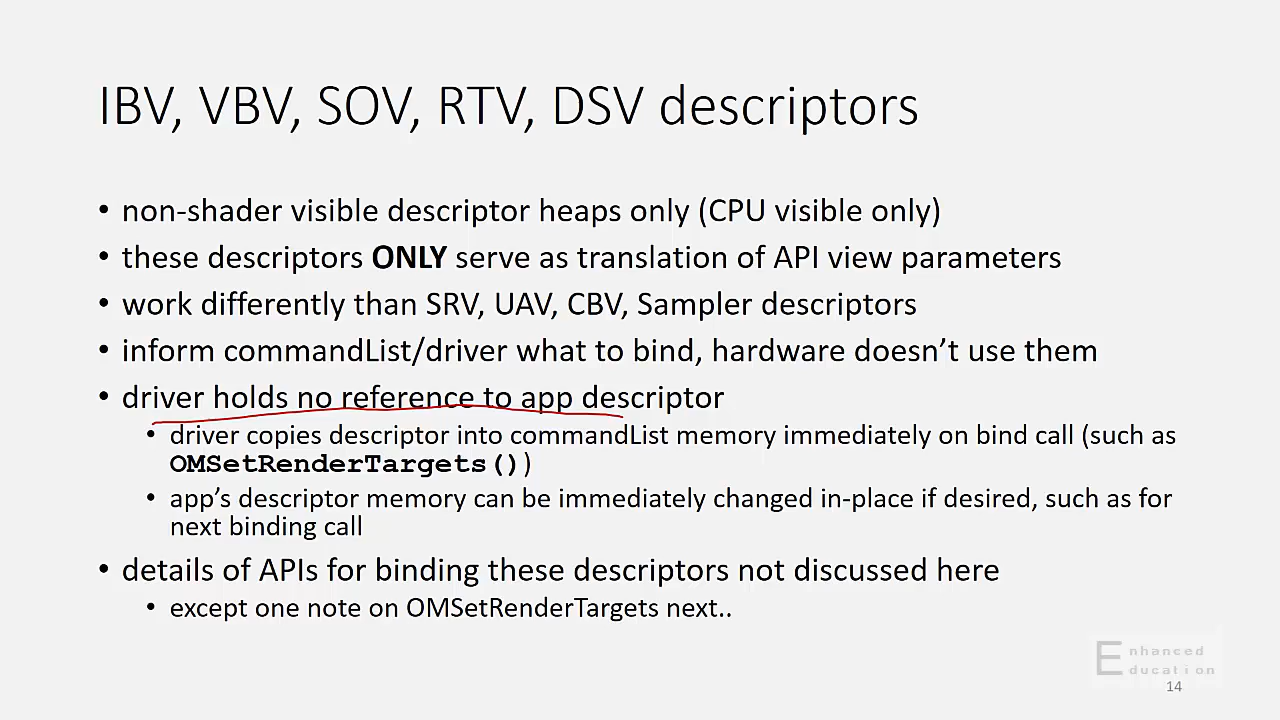 IBV, VBV, SOV, RTV, DSV descriptors
• non-shader visible descriptor heaps only (CPU visible only)
• these descriptors ONLY serve as translation of API view parameters
• work differently than SRV, UAV, CBV, Sampler descriptors
• inform commandList/driver what to bind, hardware doesn’t use them
• driver holds no reference to app descriptor
• driver copies descriptor into commandList memory immediately on bind call (such as
OMSetRenderTargets())
• app’s descriptor memory can be immediately changed in-place if desired, such as for
next binding call
• details of APIs for binding these descriptors not discussed here
• except one note on OMSetRenderTargets next..
Enhanced
Education
14